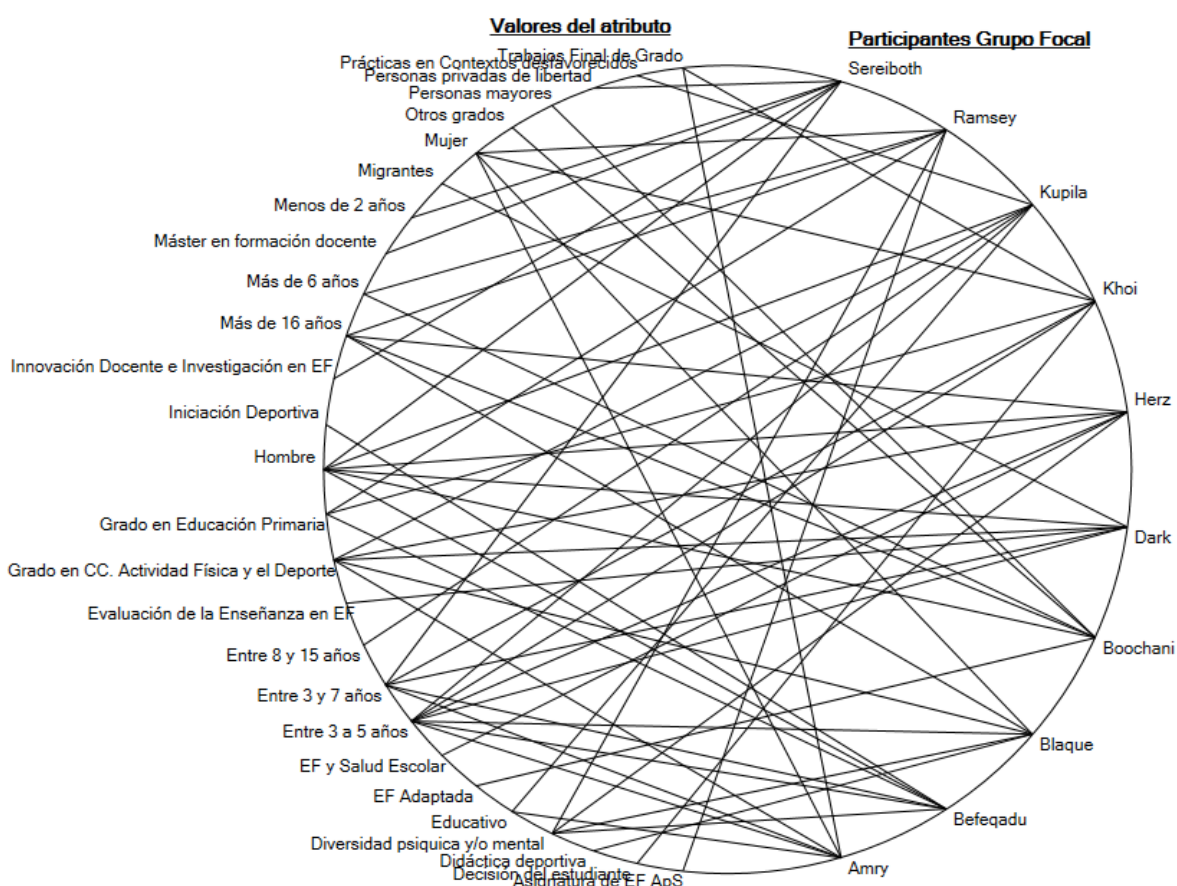 Valores del atributo
Participantes Grupo Focal
Trabajos Final de Grado
Prácticas en Contextos desfavorecidos
Personas privadas de libertad
Personas mayores
Otros grados
Mujer
Migrantes
Menos de 2 años
Máster en formación docente
Más de 6 años
Más de 16 años
Innovación Docente e Investigación en EF
Iniciación Deportiva
Hombre
Grado en Educación Primaria
Grado en CC. Actividad Física y el Deporte
Evaluación de la Enseñanza en EF
Entre 8 y 15 años
Entre 3 y 7 años
Entre 3 a 5 años
EF y Salud Escolar
EF Adaptada
Educativo
Diversidad psiquica y/o mental
Didáctica deportiva
Decisión del estudiante
Asignatura de EF ApS
Sereiboth
Ramsey
Kupila
Khoi
Herz
Dark
Boochani
Blaque
Befeqadu
Amry